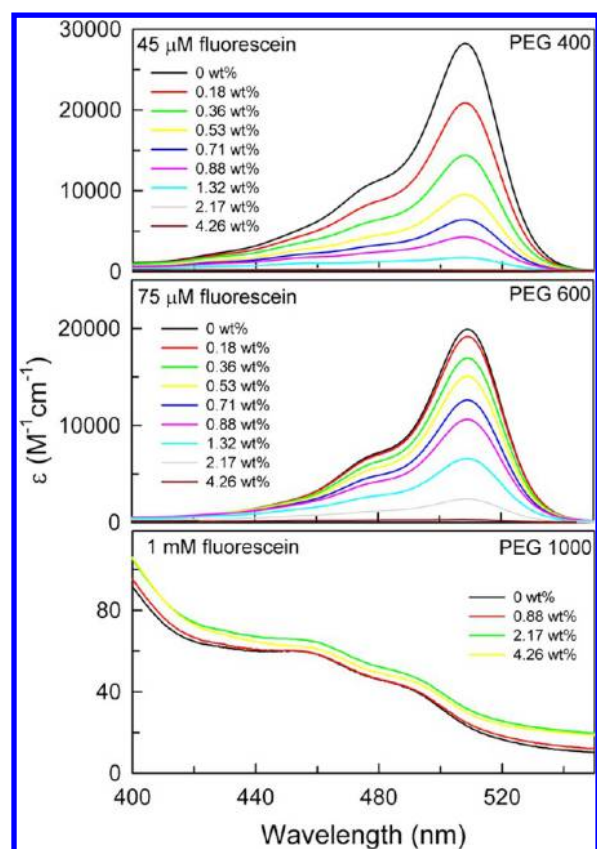 45 μM fluorescein PEG 400
0 wt%
0.18 wt%
0.36 wt%
0.53 wt%
0.71 wt%
0.88 wt%
1.32 wt%
2.17 wt%
4.26 wt%
30000
20000
10000
0
75 μM fluorescein PEG 600
0 wt%
0.18 wt%
0.36 wt%
0.53 wt%
0.71 wt%
0.88 wt%
1.32 wt%
2.17 wt%
4.26 wt%
20000
10000
0
ε (M⁻¹cm⁻¹)
1 mM fluorescein PEG 1000
0 wt%
0.88 wt%
2.17 wt%
4.26 wt%
80
40
0
400 440 480 520
Wavelength (nm)